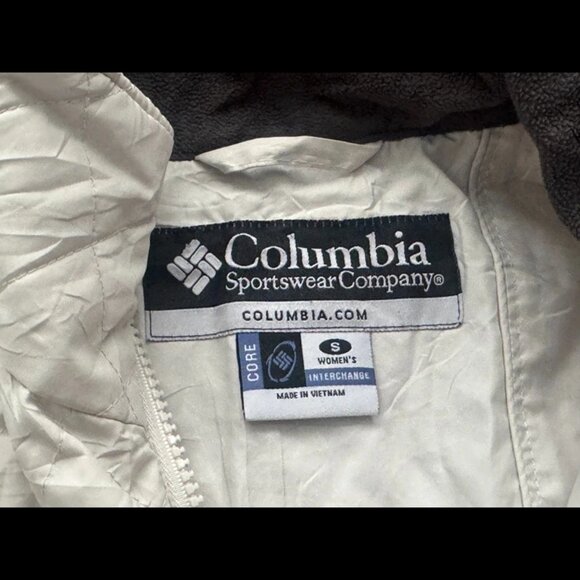 Columbia
Sportswear Company®
COLUMBIA.COM
CORE
S
WOMEN'S
INTERCHANGE
MADE IN VIETNAM